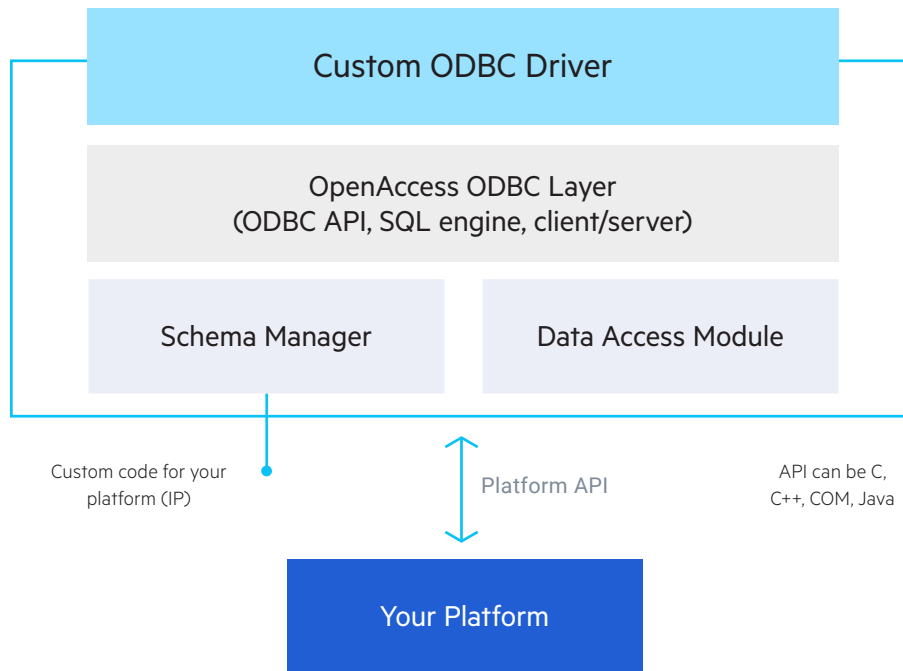 Custom ODBC Driver
OpenAccess ODBC Layer
(ODBC API, SQL engine, client/server)
Schema Manager
Data Access Module
Custom code for your
platform (IP)
Platform API
API can be C,
C++, COM, Java
Your Platform